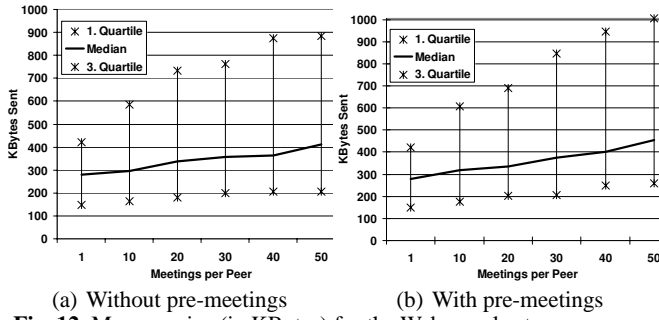 1000
900
800
700
600
500
400
300
200
100
0
KBytes Sent
1. Quartile
Median
3. Quartile
1 10 20 30 40 50
Meetings per Peer
(a) Without pre-meetings
1000
900
800
700
600
500
400
300
200
100
0
KBytes Sent
1. Quartile
Median
3. Quartile
1 10 20 30 40 50
Meetings per Peer
(b) With pre-meetings
Fig. 12. Message size (in KBytes) for the Web crawl setup